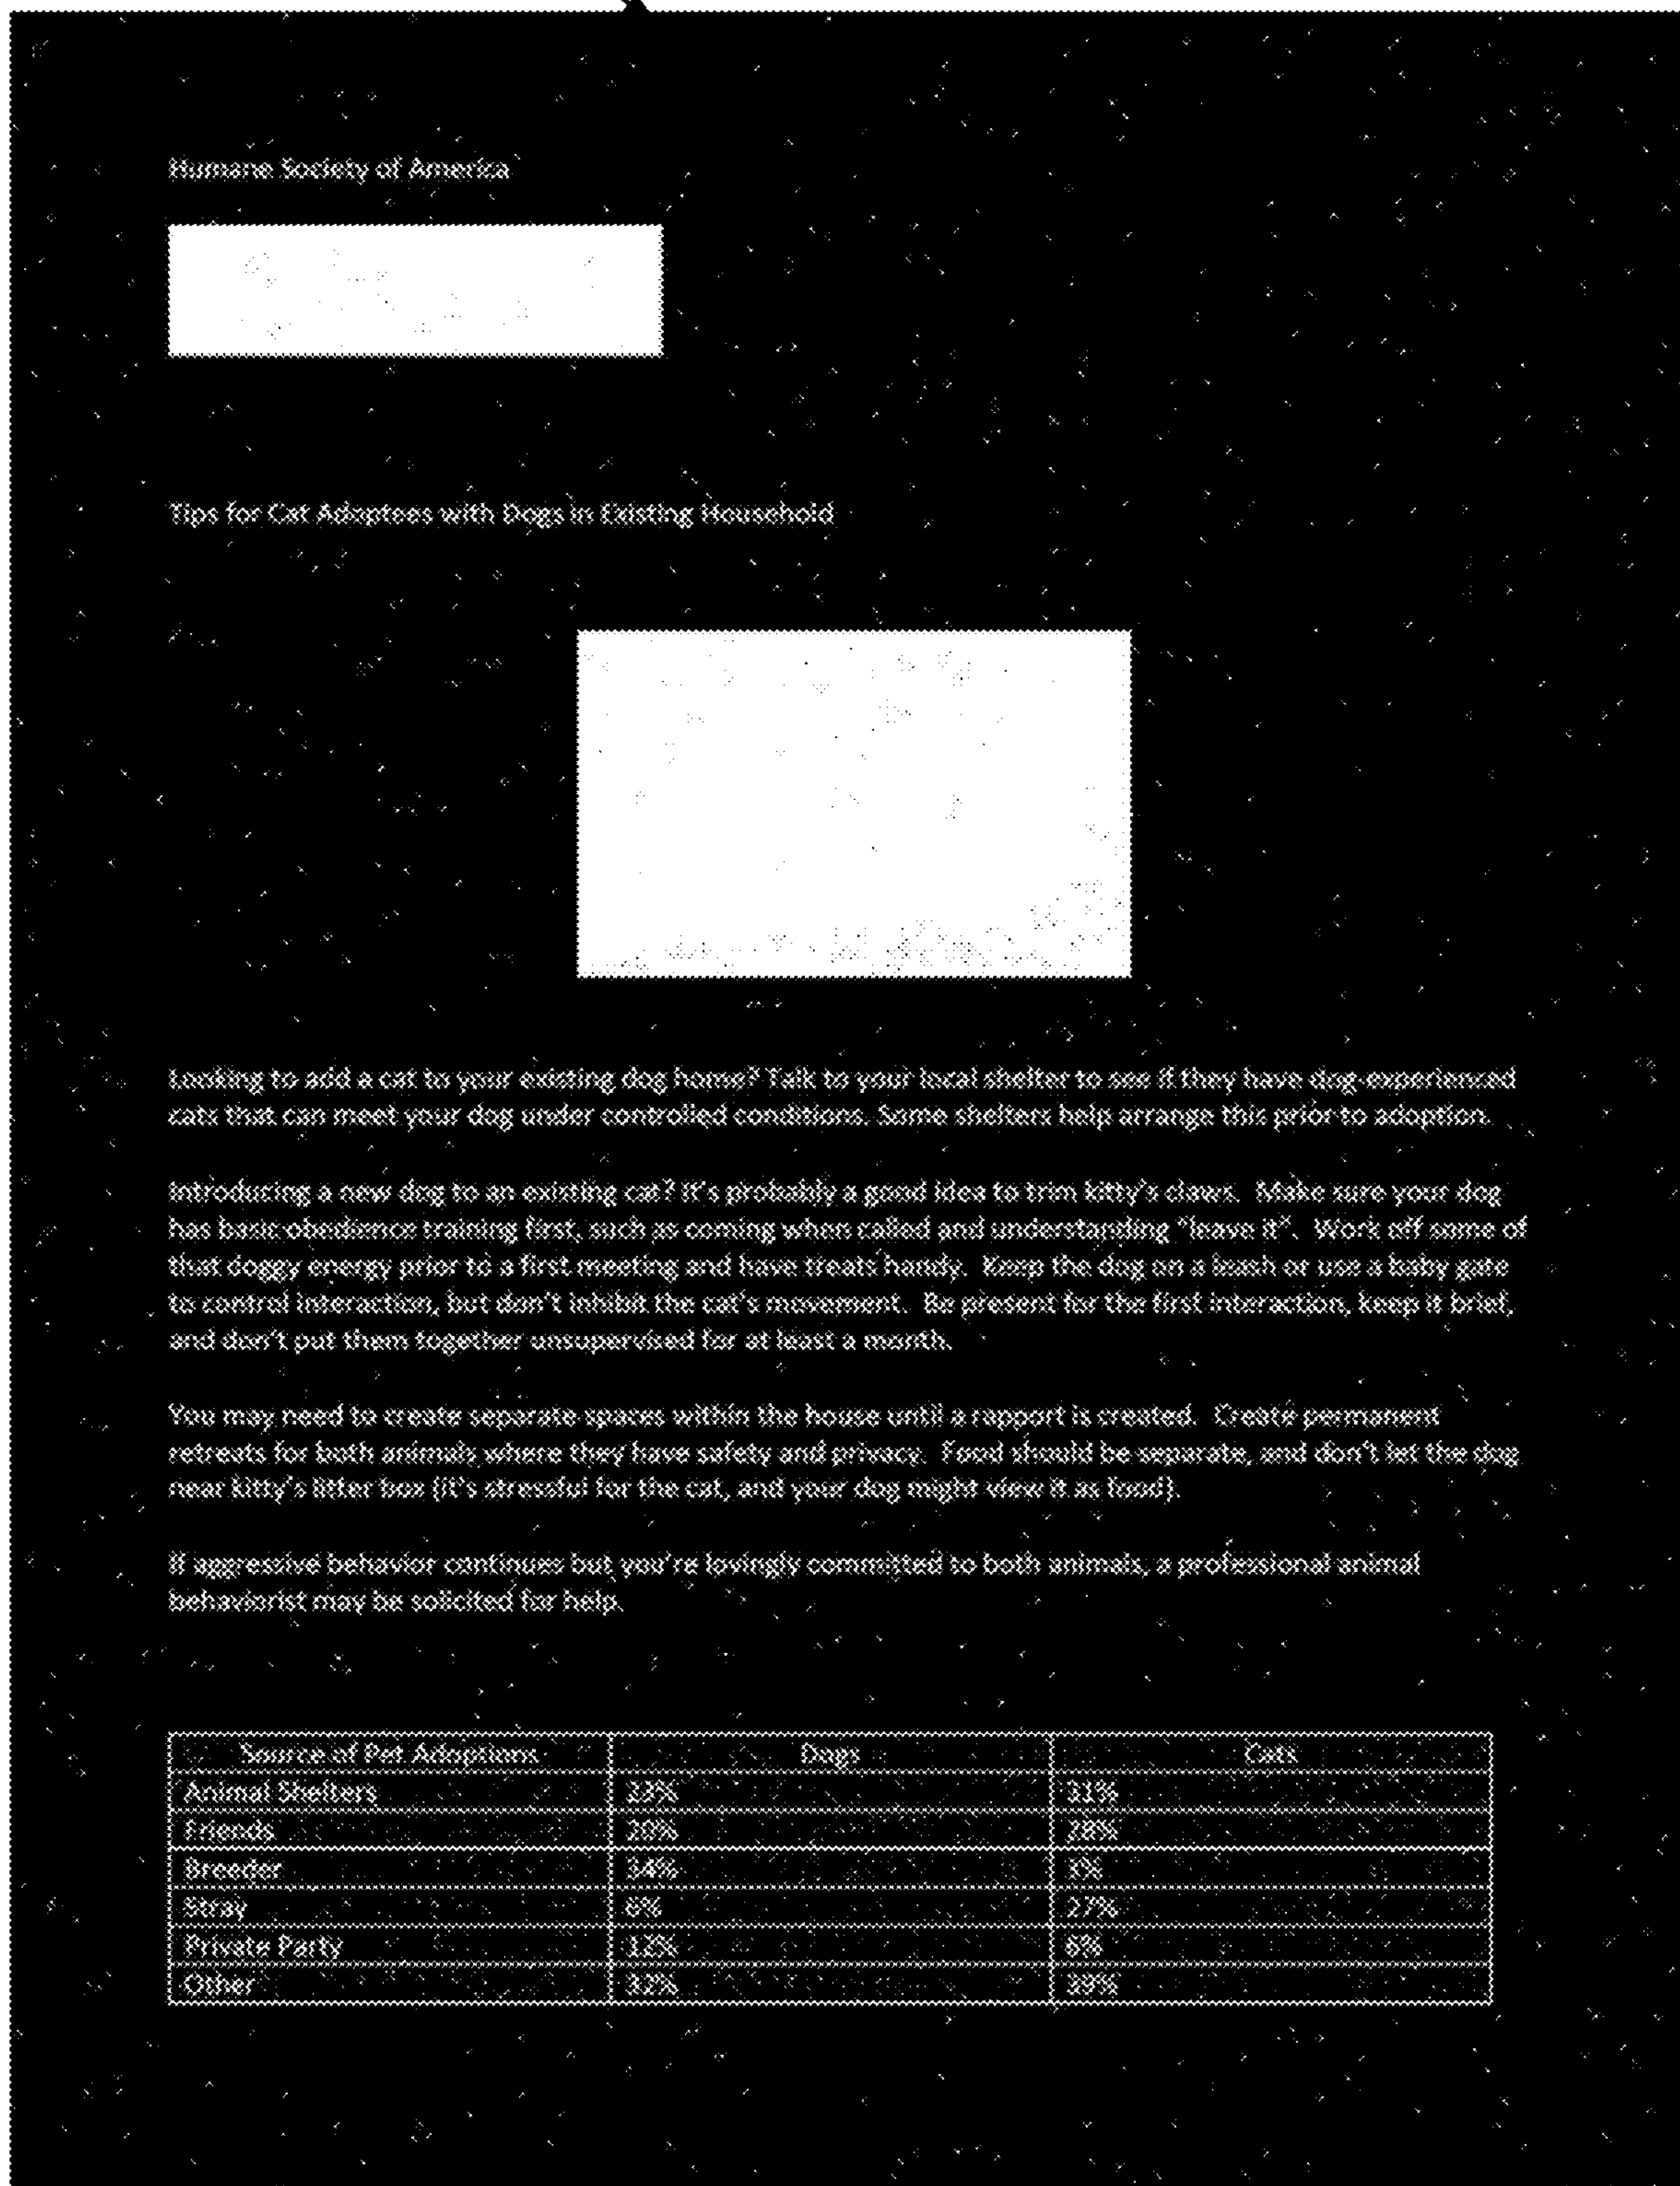 Humane Society of America
Tips for Cat Adoptees with Dogs in Existing Household
Looking to add a cat to your existing dog home? Talk to your local shelter to see if they have dog-experienced
cats that can meet your dog under controlled conditions. Some shelters help arrange this prior to adoption.
Introducing a new dog to an existing cat? It's probably a good idea to trim kitty's claws. Make sure your dog
has basic obedience training first, such as coming when called and understanding "leave it". Work off some of
that doggy energy prior to a first meeting and have treats handy. Keep the dog on a leash or use a baby gate
to control interaction, but don't inhibit the cat's movement. Be present for the first interaction, keep it brief,
and don't put them together unsupervised for at least a month.
You may need to create separate spaces within the house until a rapport is created. Create permanent
retreats for both animals where they have safety and privacy. Food should be separate, and don't let the dog
near kitty's litter box (it's stressful for the cat, and your dog might view it as food).
If aggressive behavior continues but you're lovingly committed to both animals, a professional animal
behaviorist may be solicited for help.
Source of Pet Adoptions Dogs Cats
Animal Shelters 31%
Friends 20% 28%
Breeder 34% 3%
Stray 6% 27%
Private Party 12% 6%
Other